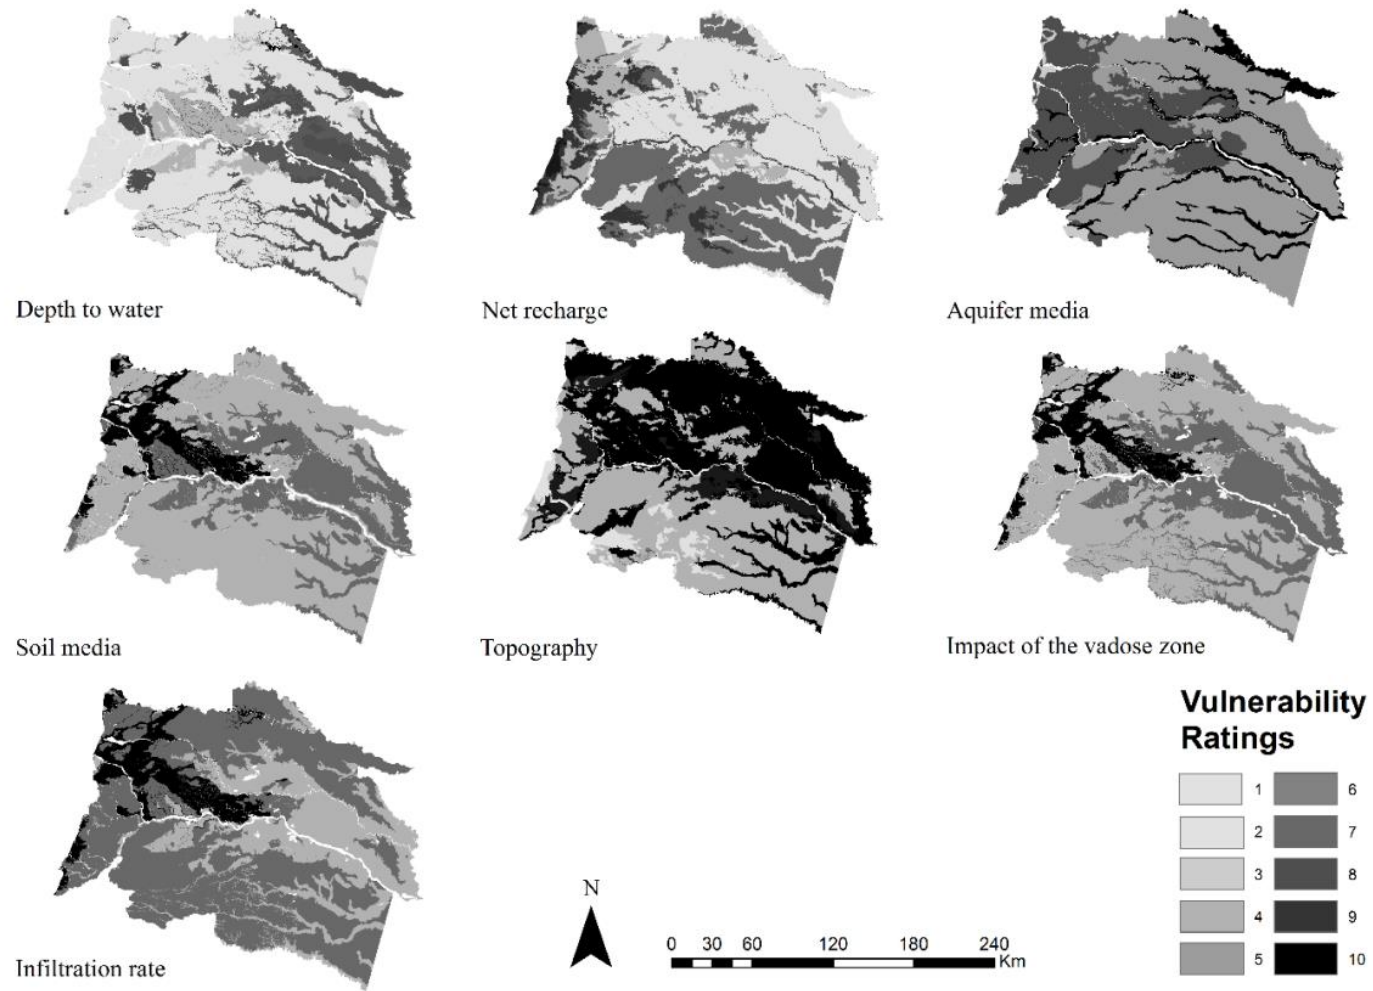 Depth to water
Net recharge
Aquifer media
Soil media
Topography
Impact of the vadose zone
Infiltration rate
N
0 30 60 120 180 240
Km
Vulnerability
Ratings
1 6
2 7
3 8
4 9
5 10